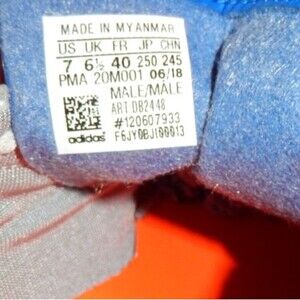 MADE IN MYANMAR
US UK FR JP CHN
7 6½ 40 250 245
PMA 20M001 06/18
MALE/MALE
ART DB2448
#120607933
adidas F6JY0BJ100013